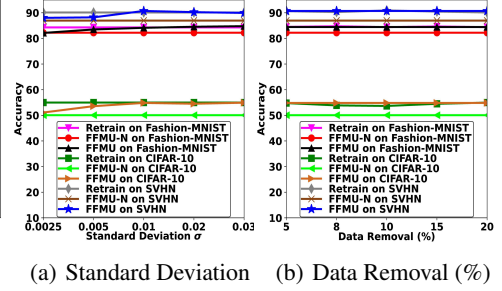 90
80
70
60
50
40
30
20
10
Accuracy
Retrain on Fashion-MNIST
FFMU-N on Fashion-MNIST
FFMU on Fashion-MNIST
Retrain on CIFAR-10
FFMU-N on CIFAR-10
FFMU on CIFAR-10
Retrain on SVHN
FFMU-N on SVHN
FFMU on SVHN
0.0025 0.005 0.01 0.02 0.03
Standard Deviation σ
90
80
70
60
50
40
30
20
10
Accuracy
Retrain on Fashion-MNIST
FFMU-N on Fashion-MNIST
FFMU on Fashion-MNIST
Retrain on CIFAR-10
FFMU-N on CIFAR-10
FFMU on CIFAR-10
Retrain on SVHN
FFMU-N on SVHN
FFMU on SVHN
5 8 10 15 20
Data Removal (%)
(a) Standard Deviation (b) Data Removal (%)